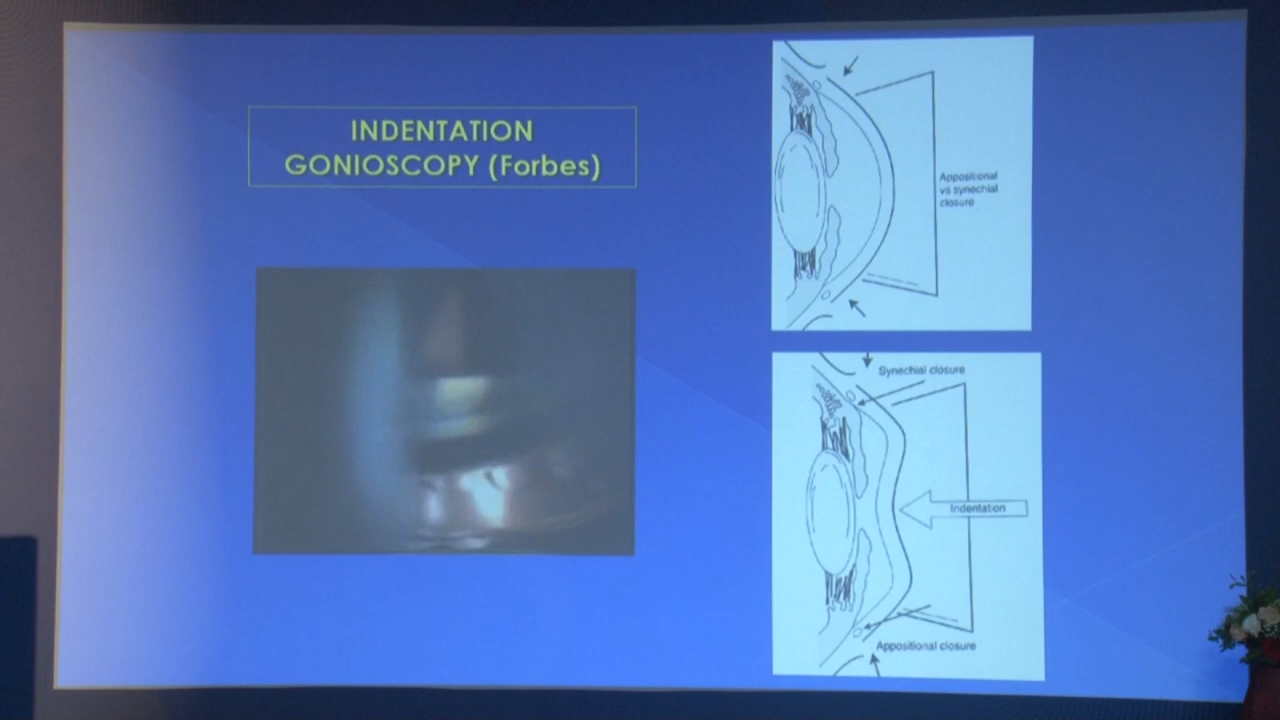 INDENTATION
GONIOSCOPY (Forbes)
Appositional
vs synechial
closure
Synechial closure
Indentation
Appositional closure